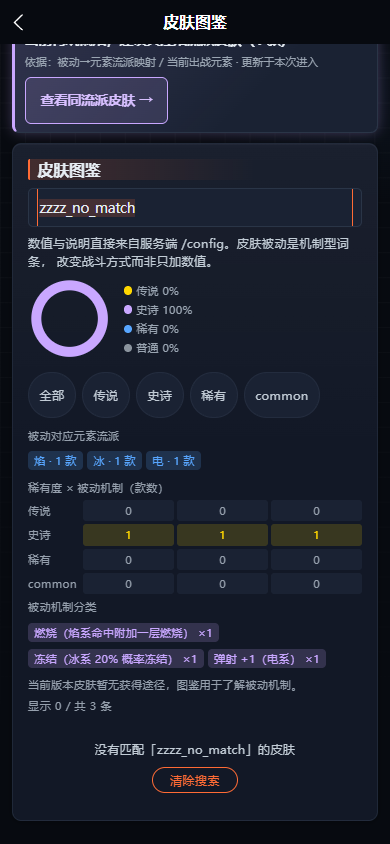 皮肤图鉴
依据：被动→元素流派映射 / 当前出战元素 · 更新于本次进入
查看同流派皮肤 →
皮肤图鉴
zzzz_no_match
数值与说明直接来自服务端 /config。皮肤被动是机制型词
条， 改变战斗方式而非只加数值。
传说 0%
史诗 100%
稀有 0%
普通 0%
全部 传说 史诗 稀有 common
被动对应元素流派
焰 · 1 款 冰 · 1 款 电 · 1 款
稀有度 × 被动机制（款数）
传说 0 0 0
史诗 1 1 1
稀有 0 0 0
common 0 0 0
被动机制分类
燃烧（焰系命中附加一层燃烧） ×1
冻结（冰系 20% 概率冻结） ×1 弹射 +1（电系） ×1
当前版本皮肤暂无获得途径，图鉴用于了解被动机制。
显示 0 / 共 3 条
没有匹配「zzzz_no_match」的皮肤
清除搜索